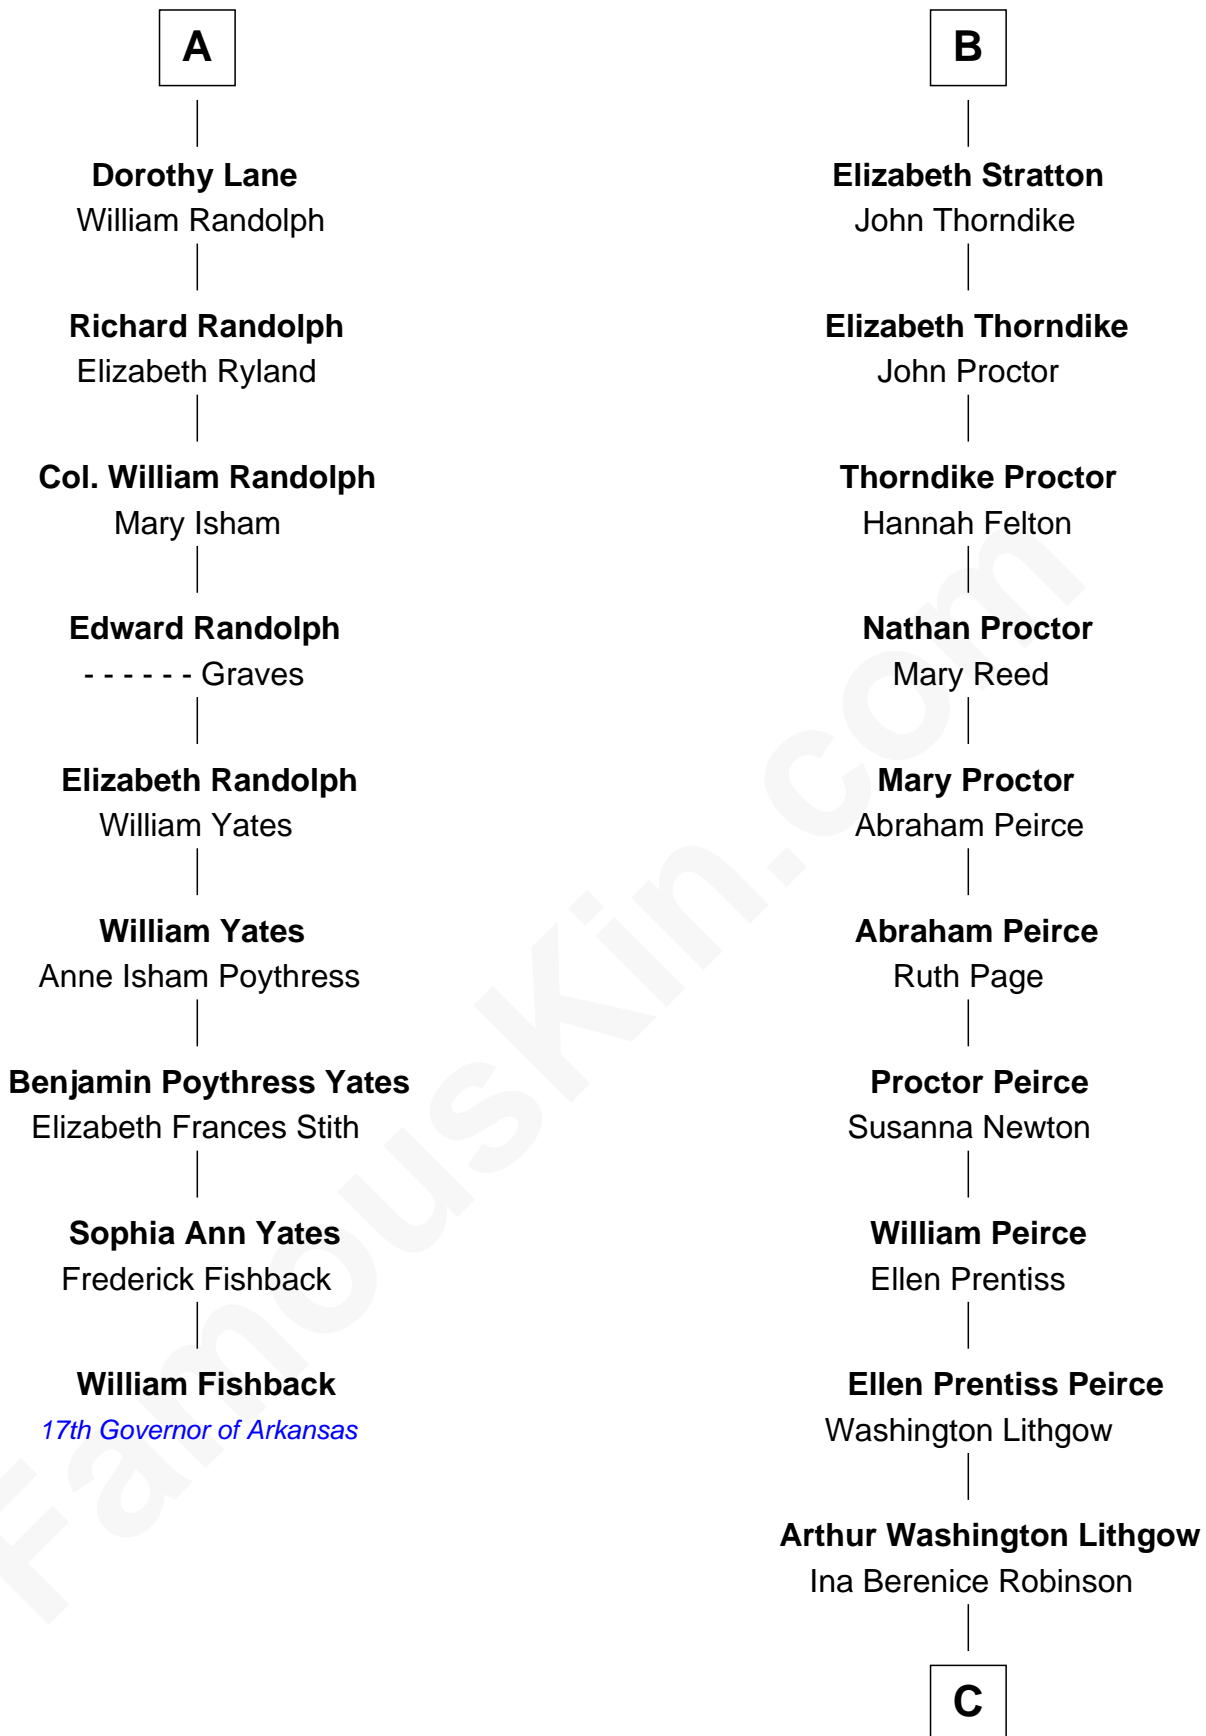 A
Dorothy Lane
William Randolph
Richard Randolph
Elizabeth Ryland
Col. William Randolph
Mary Isham
Edward Randolph
- - - - - - Graves
Elizabeth Randolph
William Yates
William Yates
Anne Isham Poythress
Benjamin Poythress Yates
Elizabeth Frances Stith
Sophia Ann Yates
Frederick Fishback
William Fishback
17th Governor of Arkansas
B
Elizabeth Stratton
John Thorndike
Elizabeth Thorndike
John Proctor
Thorndike Proctor
Hannah Felton
Nathan Proctor
Mary Reed
Mary Proctor
Abraham Peirce
Abraham Peirce
Ruth Page
Proctor Peirce
Susanna Newton
William Peirce
Ellen Prentiss
Ellen Prentiss Peirce
Washington Lithgow
Arthur Washington Lithgow
Ina Berenice Robinson
C
FamousKin.com